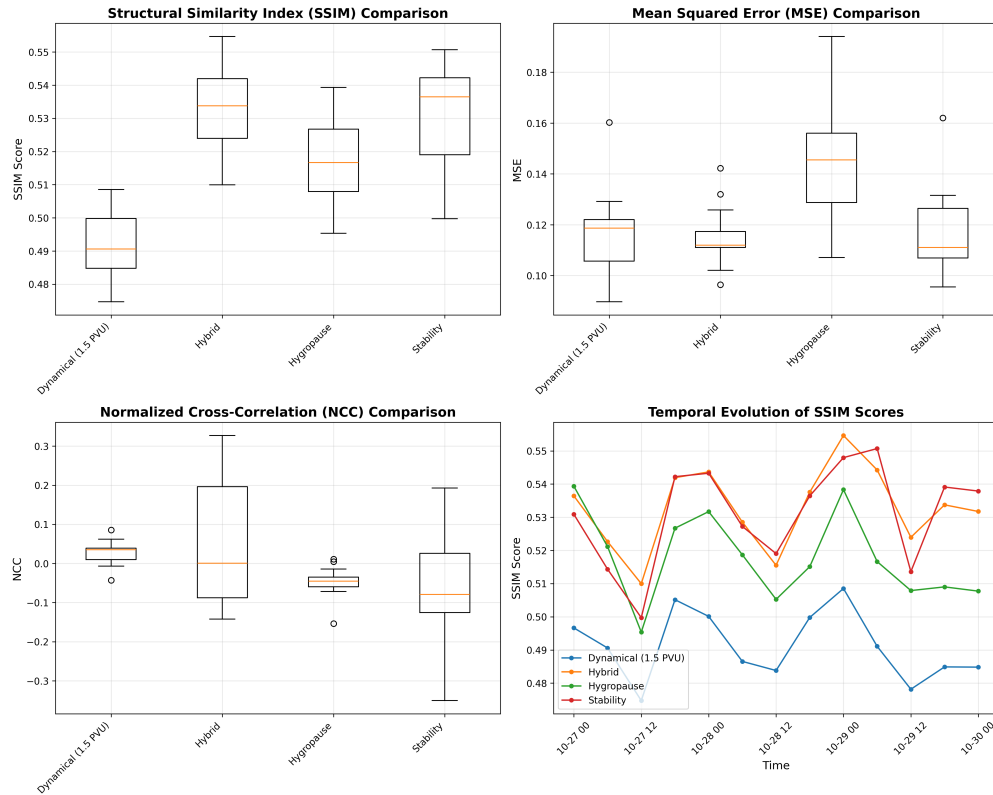 Structural Similarity Index (SSIM) Comparison
SSIM Score
0.55
0.54
0.53
0.52
0.51
0.50
0.49
0.48
Dynamical (1.5 PVU)
Hybrid
Hygropause
Stability
Mean Squared Error (MSE) Comparison
MSE
0.18
0.16
0.14
0.12
0.10
Dynamical (1.5 PVU)
Hybrid
Hygropause
Stability
Normalized Cross-Correlation (NCC) Comparison
NCC
0.3
0.2
0.1
0.0
−0.1
−0.2
−0.3
Dynamical (1.5 PVU)
Hybrid
Hygropause
Stability
Temporal Evolution of SSIM Scores
SSIM Score
0.55
0.54
0.53
0.52
0.51
0.50
0.49
0.48
Dynamical (1.5 PVU)
Hybrid
Hygropause
Stability
10-27 00
10-27 12
10-28 00
10-28 12
10-29 00
10-29 12
10-30 00
Time